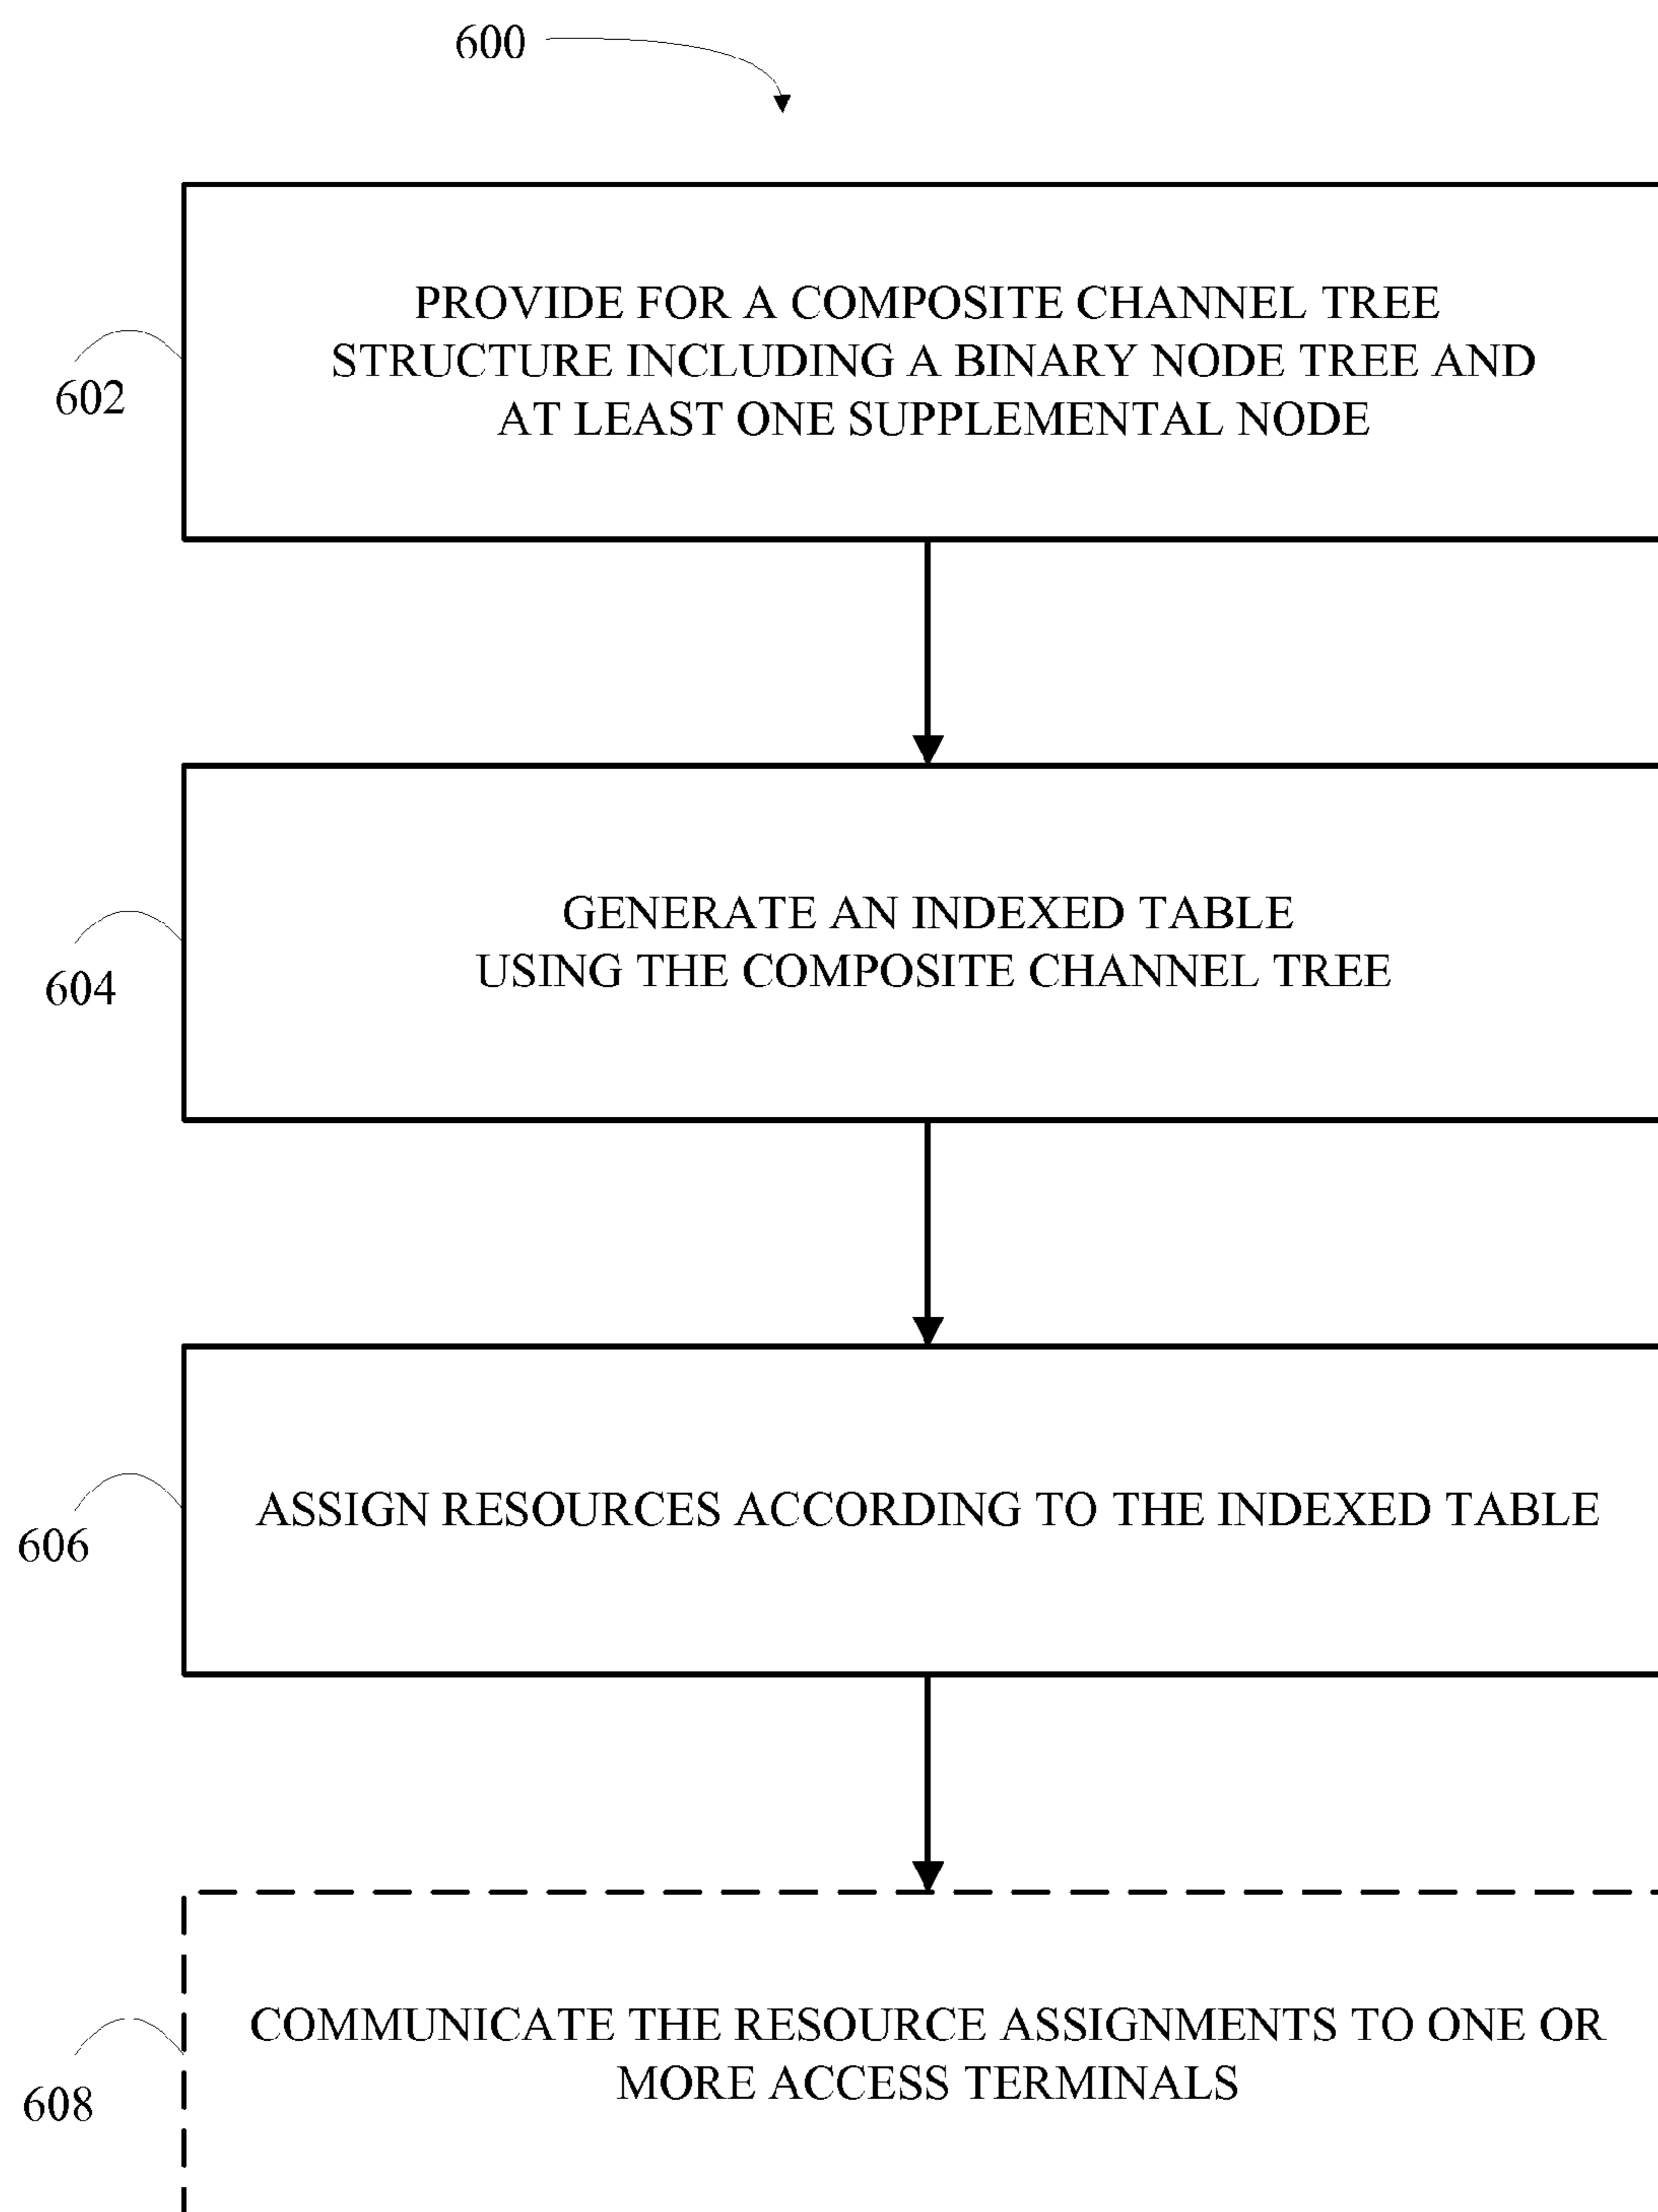 600
PROVIDE FOR A COMPOSITE CHANNEL TREE
STRUCTURE INCLUDING A BINARY NODE TREE AND
AT LEAST ONE SUPPLEMENTAL NODE
602
GENERATE AN INDEXED TABLE
USING THE COMPOSITE CHANNEL TREE
604
ASSIGN RESOURCES ACCORDING TO THE INDEXED TABLE
606
COMMUNICATE THE RESOURCE ASSIGNMENTS TO ONE OR
MORE ACCESS TERMINALS
608